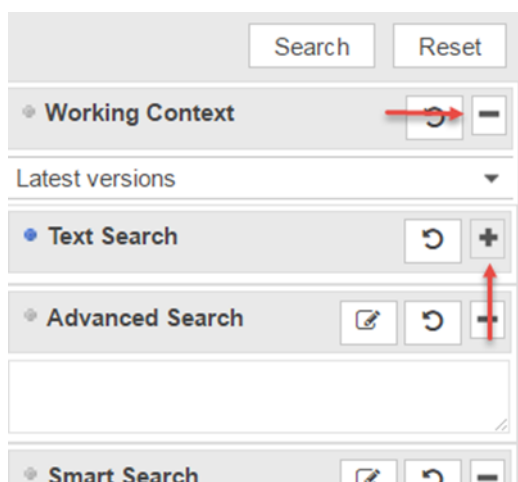 Search Reset
Working Context
Latest versions
Text Search
Advanced Search
Smart Search